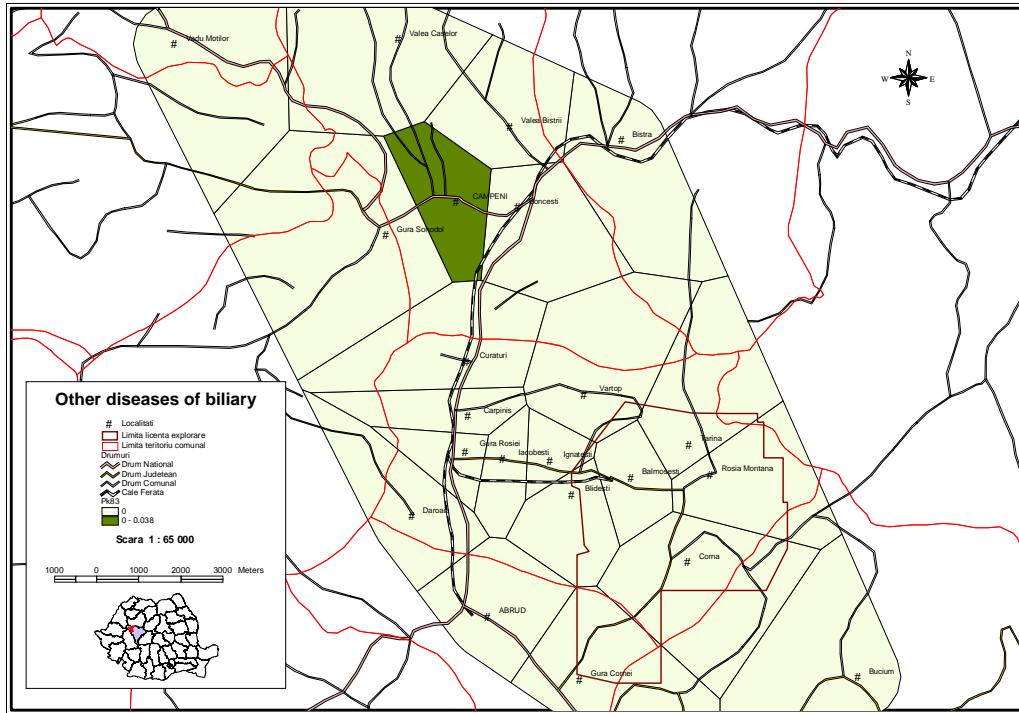 Vadu Motilor
Valea Caselor
N
W E
S
Valea Bistrii
Bistra
CAMPENI
Boncesti
Gura Sohodol
Curaturi
Vartop
Carpinis
Tarina
Gura Rosiei
Iacobesti
Ignatesti
Balmosesti
Rosia Montana
Blidesti
Daroaia
Corna
ABRUD
Gura Cornei
Bucium
Other diseases of biliary
# Localitati
Limita licenta explorare
Limita teritoriu comunal
Drumuri
Drum National
Drum Judetean
Drum Comunal
Cale Ferata
Pk83
0
0 - 0.038
Scara 1 : 65 000
1000 0 1000 2000 3000 Meters